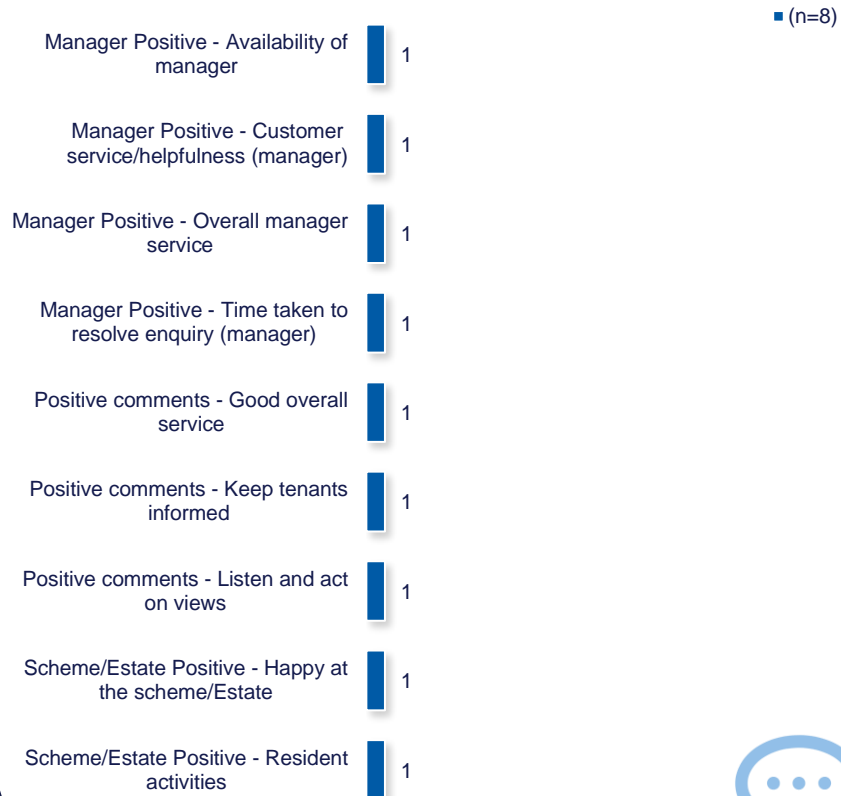 (n=8)
Manager Positive - Availability of
manager
1
Manager Positive - Customer
service/helpfulness (manager)
1
Manager Positive - Overall manager
service
1
Manager Positive - Time taken to
resolve enquiry (manager)
1
Positive comments - Good overall
service
1
Positive comments - Keep tenants
informed
1
Positive comments - Listen and act
on views
1
Scheme/Estate Positive - Happy at
the scheme/Estate
1
Scheme/Estate Positive - Resident
activities
1